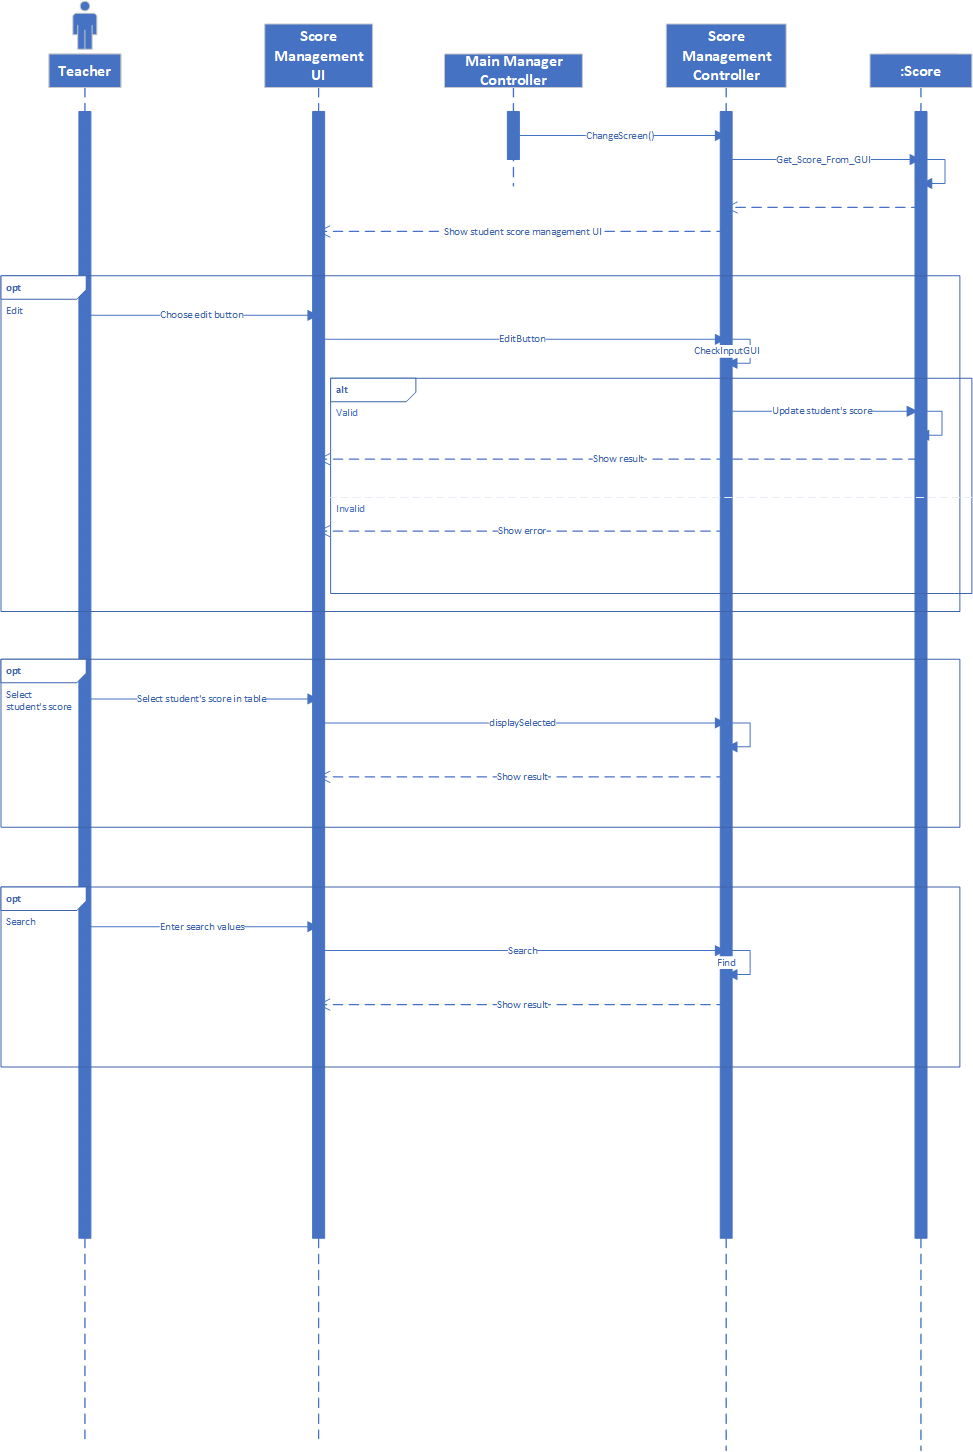 Teacher
Score
Management
UI
Main Manager
Controller
Score
Management
Controller
:Score
ChangeScreen()
Get_Score_From_GUI
Show student score management UI
opt
Edit
Choose edit button
EditButton
CheckInputGUI
alt
Valid
Update student's score
Show result
Invalid
Show error
opt
Select
student's score
Select student's score in table
displaySelected
Show result
opt
Search
Enter search values
Search
Find
Show result